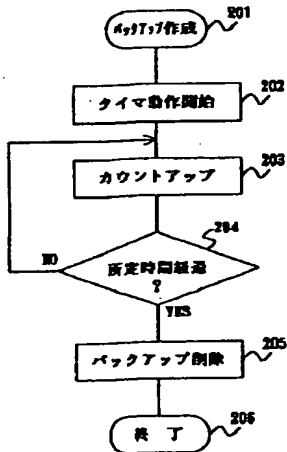 バックアップ作成
201
タイマ動作開始
202
カウントアップ
203
204
NO
所定時間経過
?
YES
バックアップ削除
205
終了
206